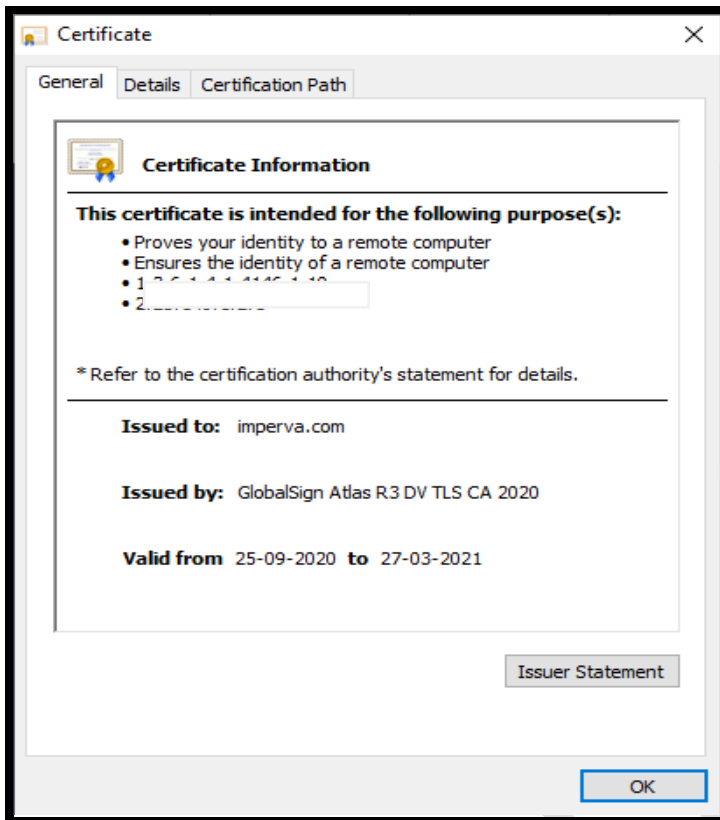 Certificate
General Details Certification Path
Certificate Information
This certificate is intended for the following purpose(s):
• Proves your identity to a remote computer
• Ensures the identity of a remote computer
•
•
* Refer to the certification authority's statement for details.
Issued to: imperva.com
Issued by: GlobalSign Atlas R3 DV TLS CA 2020
Valid from 25-09-2020 to 27-03-2021
Issuer Statement
OK